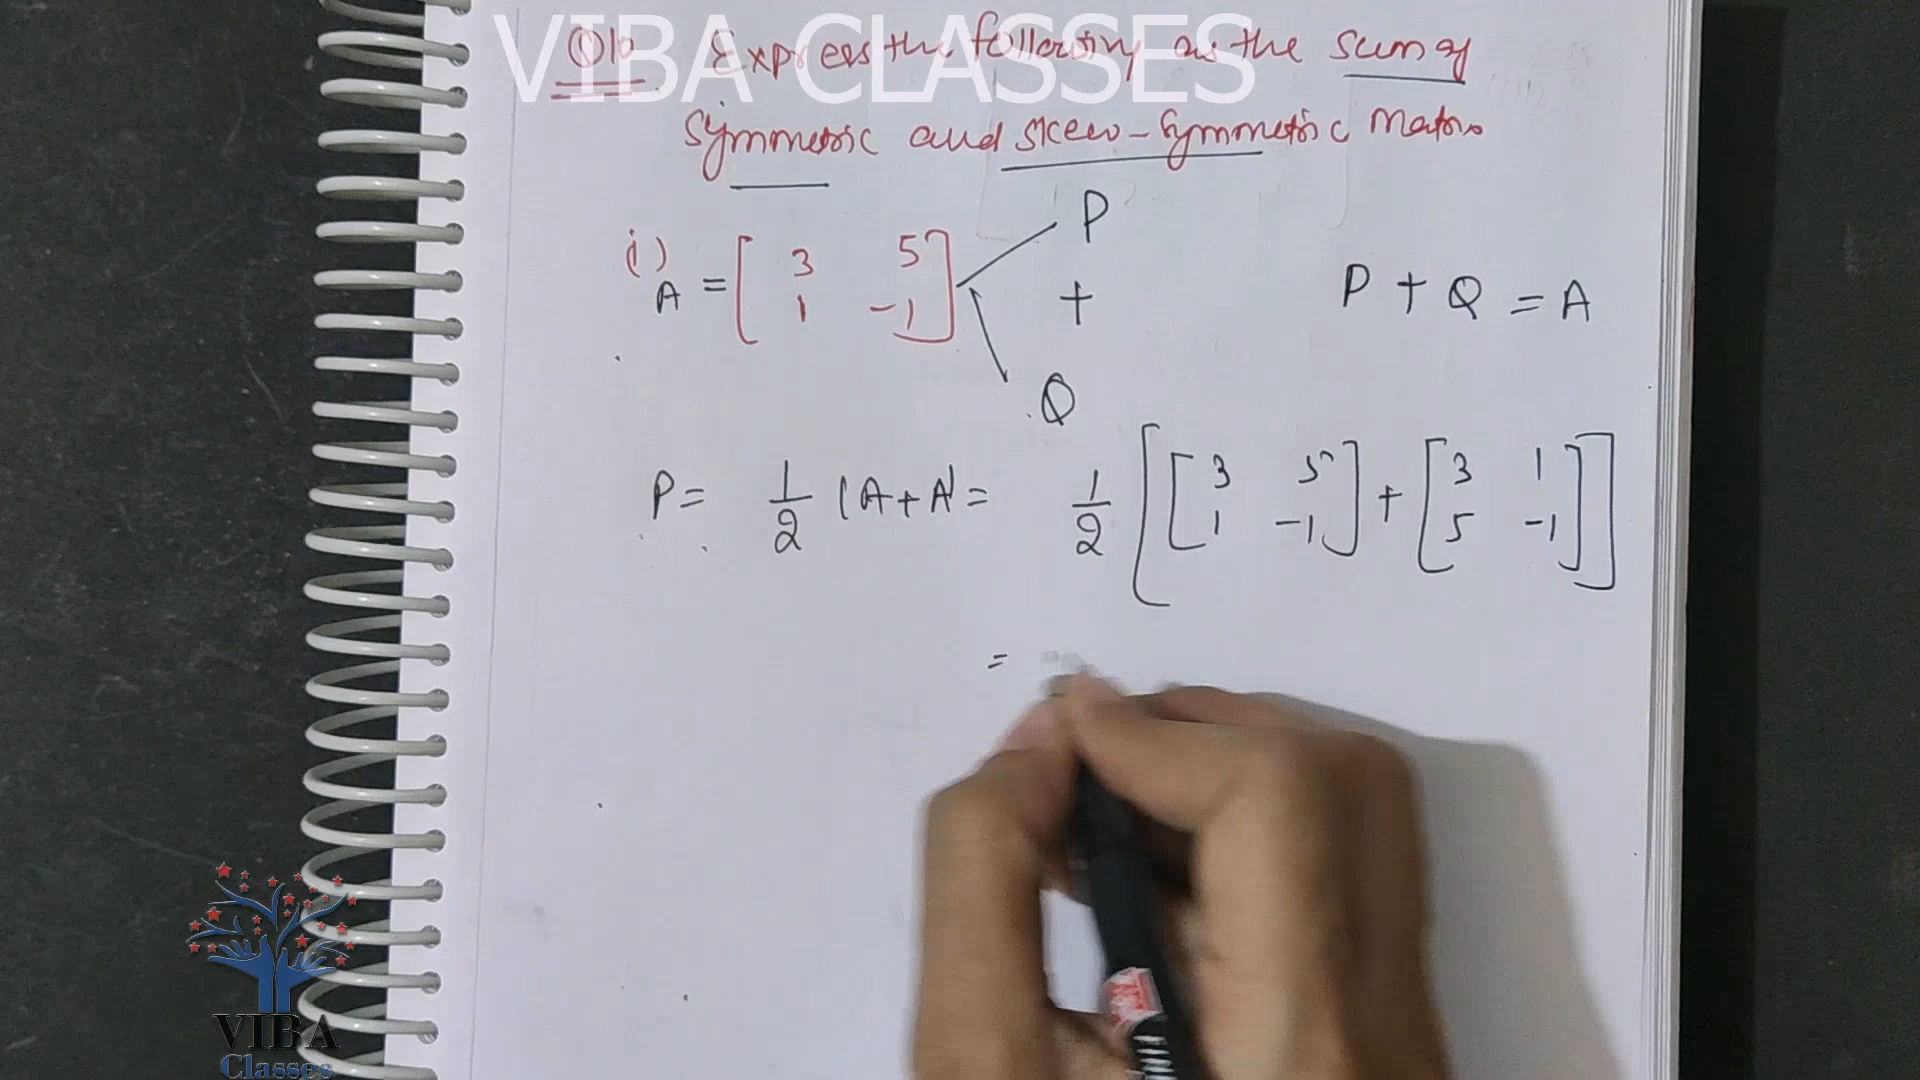 VIBA CLASSES
Q10 Express the following as the sum of
Symmetric and skew-symmetric Matrix
(i) A = [ 3 5
1 -1 ]
P
+
Q
P + Q = A
P = 1/2 (A + A' = 1/2 [ [ 3 5
1 -1 ] + [ 3 1
5 -1 ] ]
=
VIBA
Classes